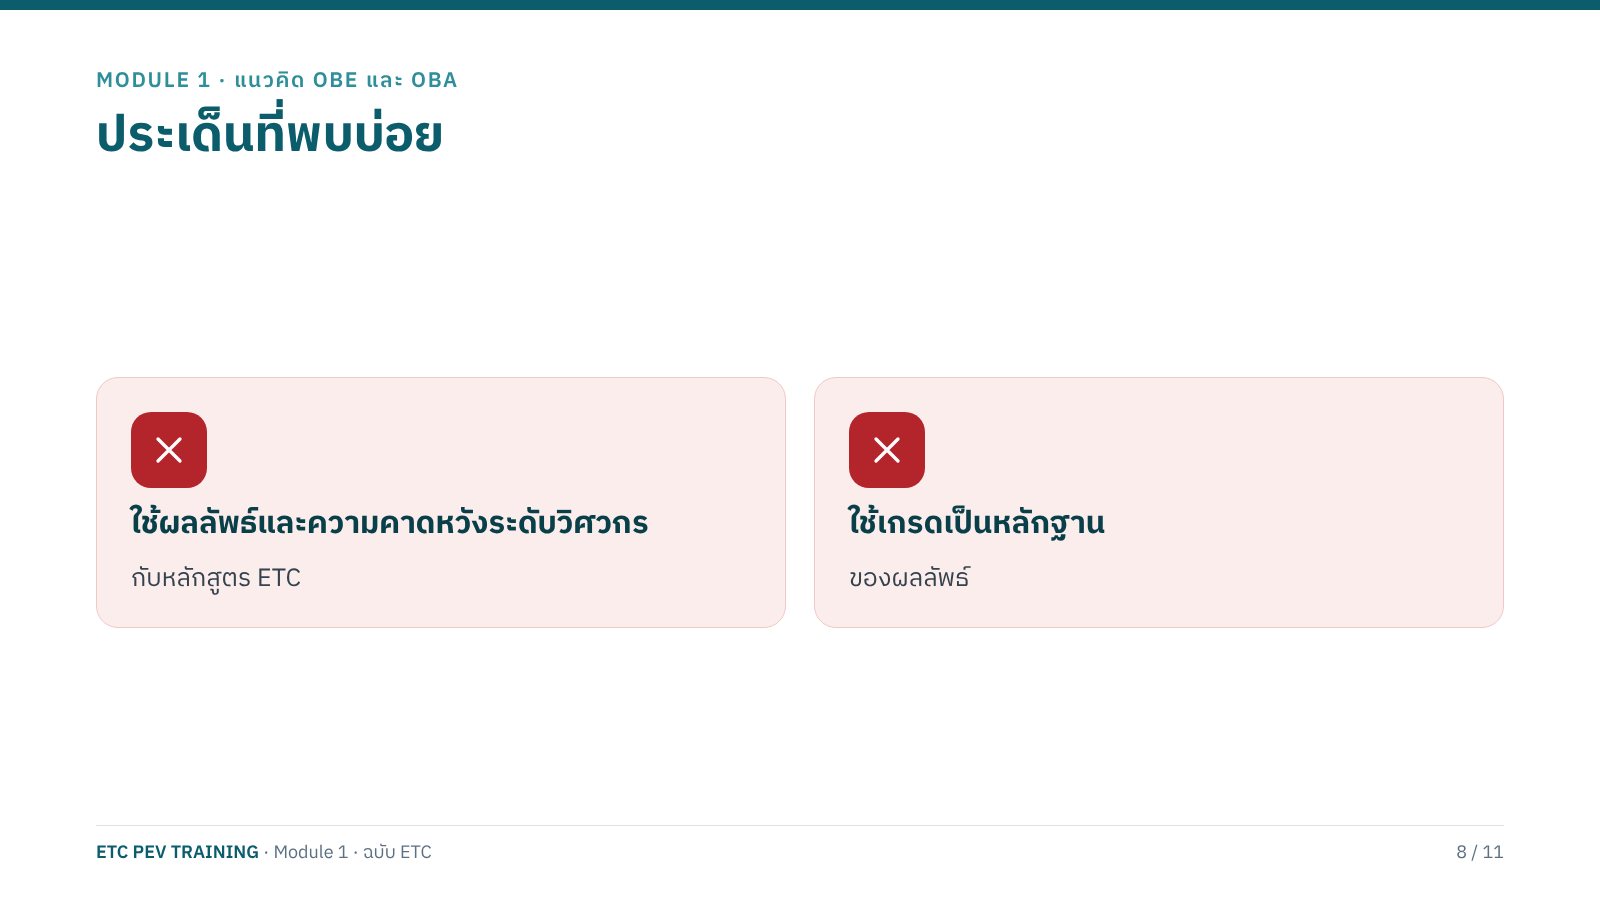 MODULE 1 · แนวคิด OBE และ OBA
ประเด็นที่พบบ่อย
ใช้ผลลัพธ์และความคาดหวังระดับวิศวกร
กับหลักสูตร ETC
ใช้เกรดเป็นหลักฐาน
ของผลลัพธ์
ETC PEV TRAINING · Module 1 · ฉบับ ETC
8 / 11